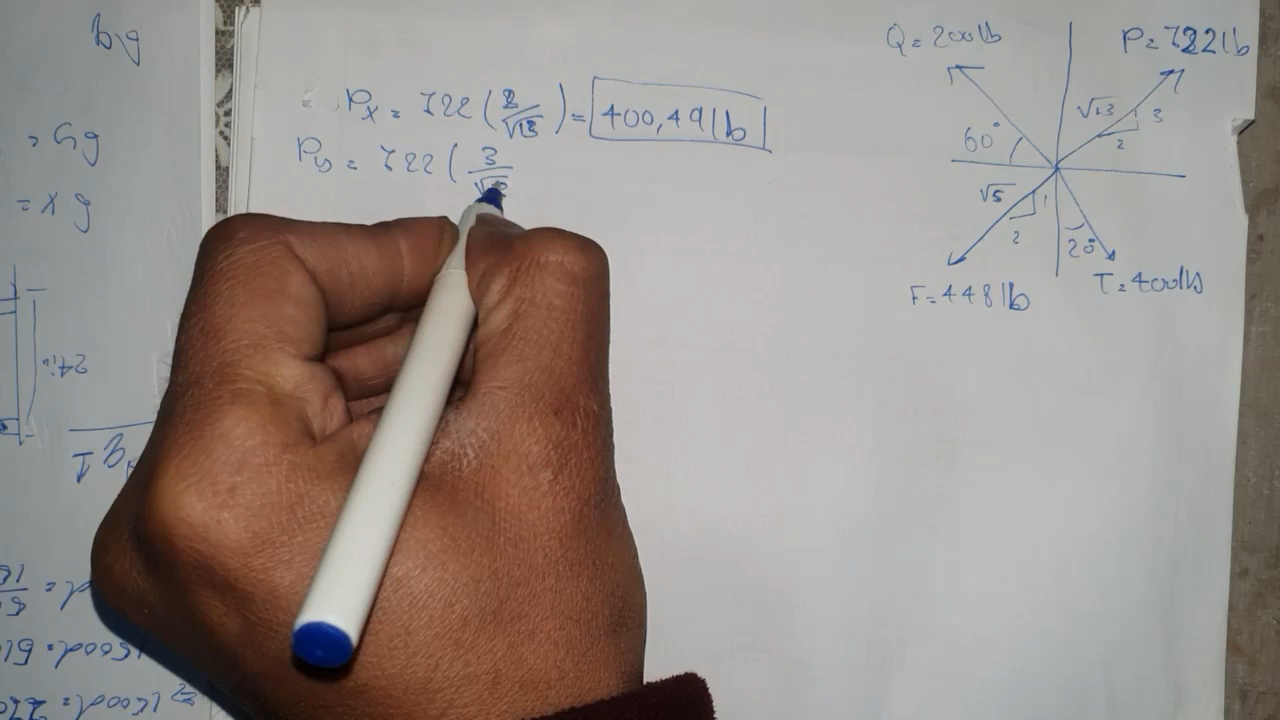 Px = 722 (2/√13) = 400,49 lb
Py = 722 (3/√
Q = 200 lb
P = 722 lb
√13
3
2
60°
√5
1
2
20°
F = 448 lb
T = 400 lb
24in